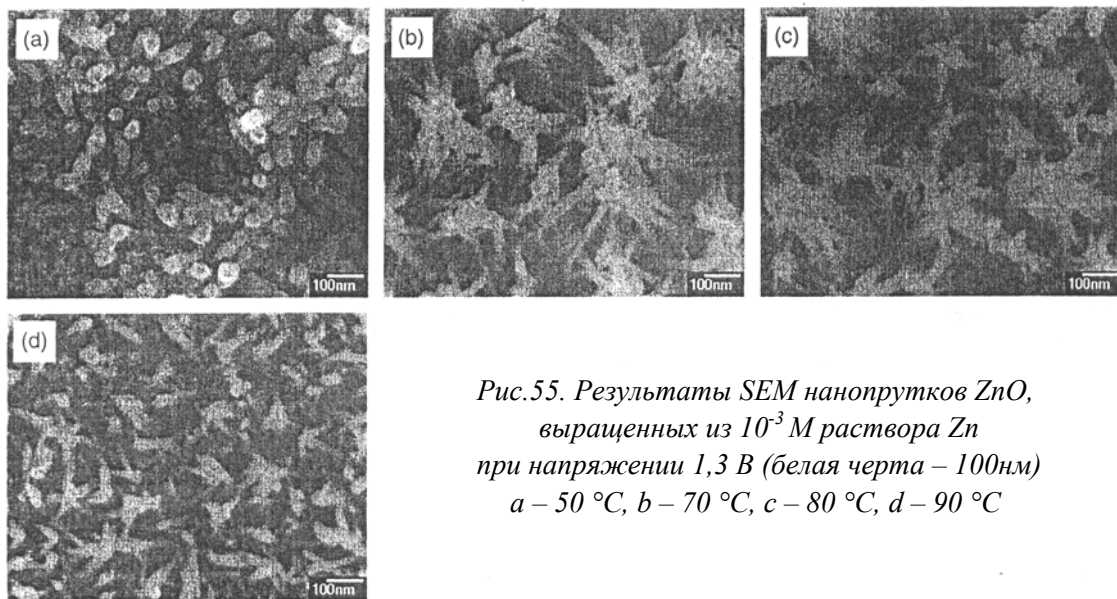 (a)
100nm
(b)
100nm
(c)
100nm
(d)
100nm
Рис.55. Результаты SEM нанопрутков ZnO,
выращенных из 10⁻³ М раствора Zn
при напряжении 1,3 В (белая черта – 100нм)
a – 50 °C, b – 70 °C, c – 80 °C, d – 90 °C